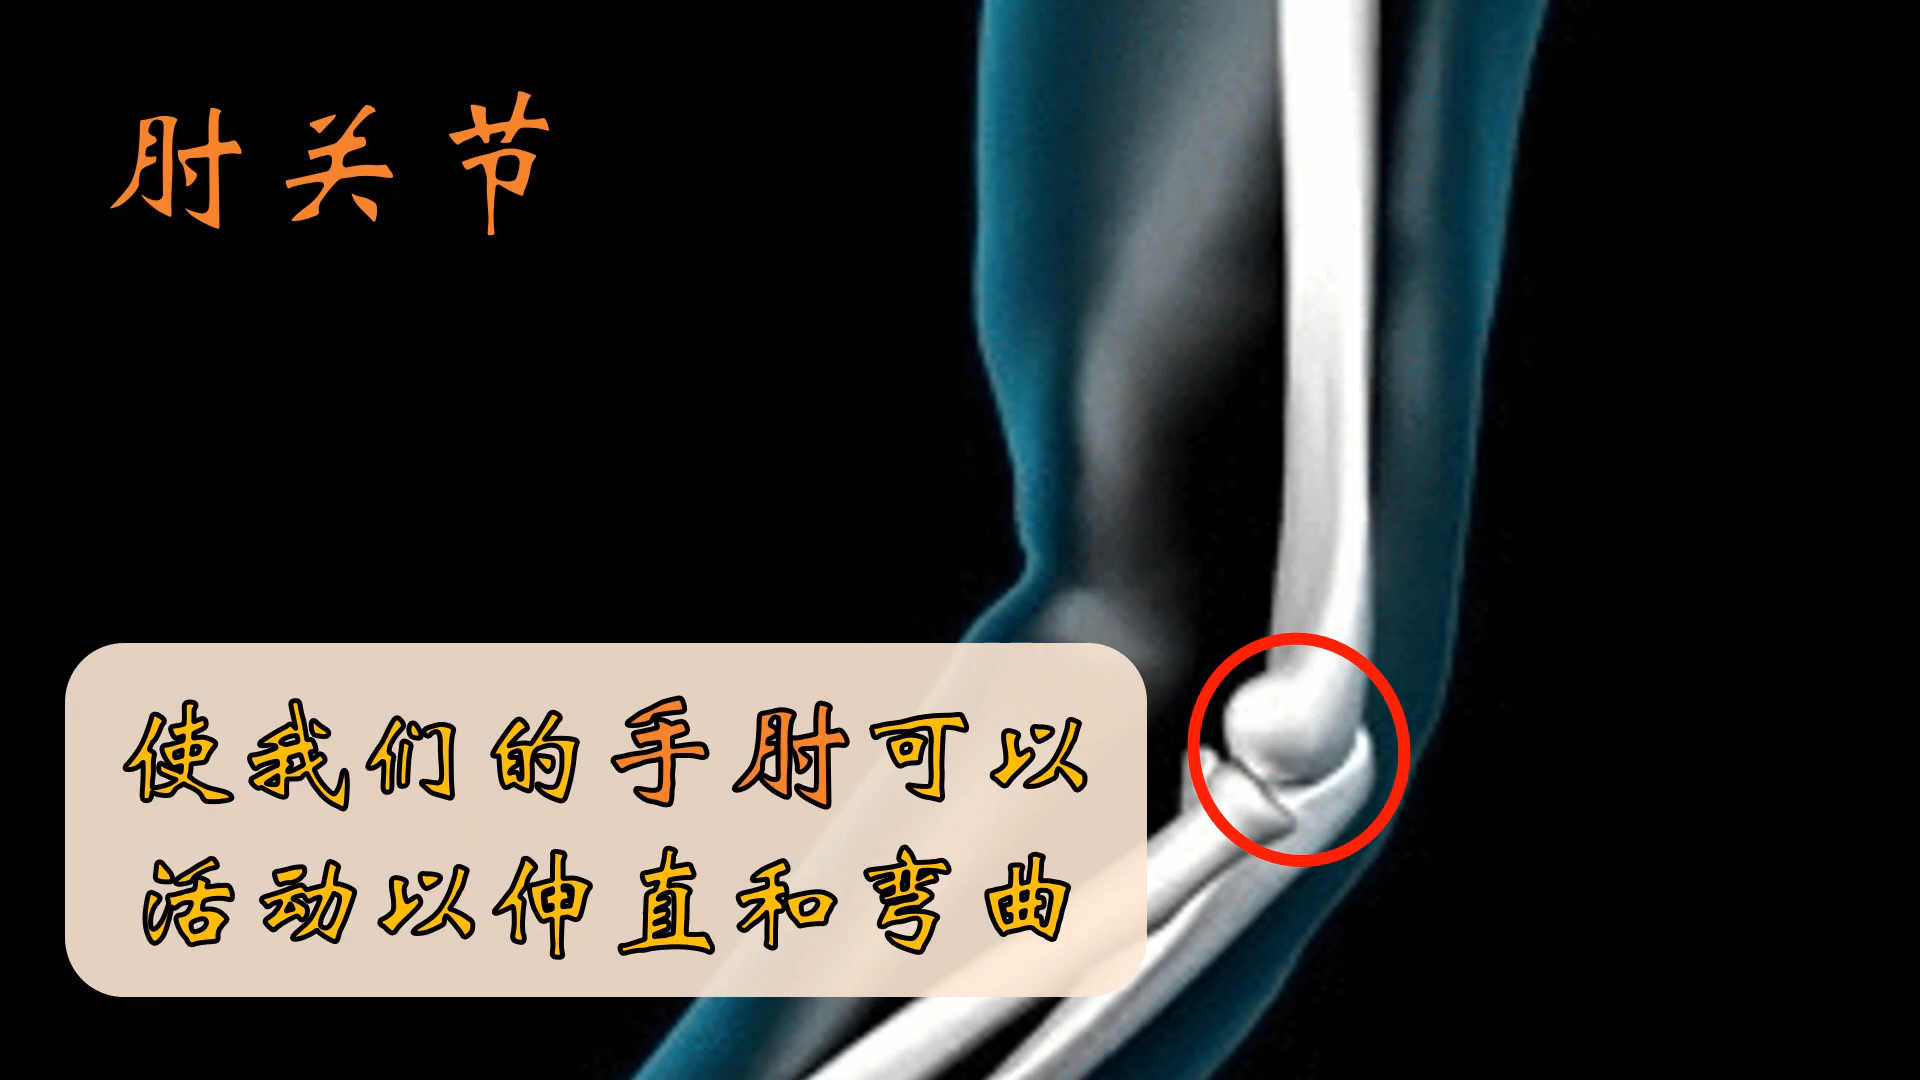 肘关节
使我们的手肘可以
活动以伸直和弯曲